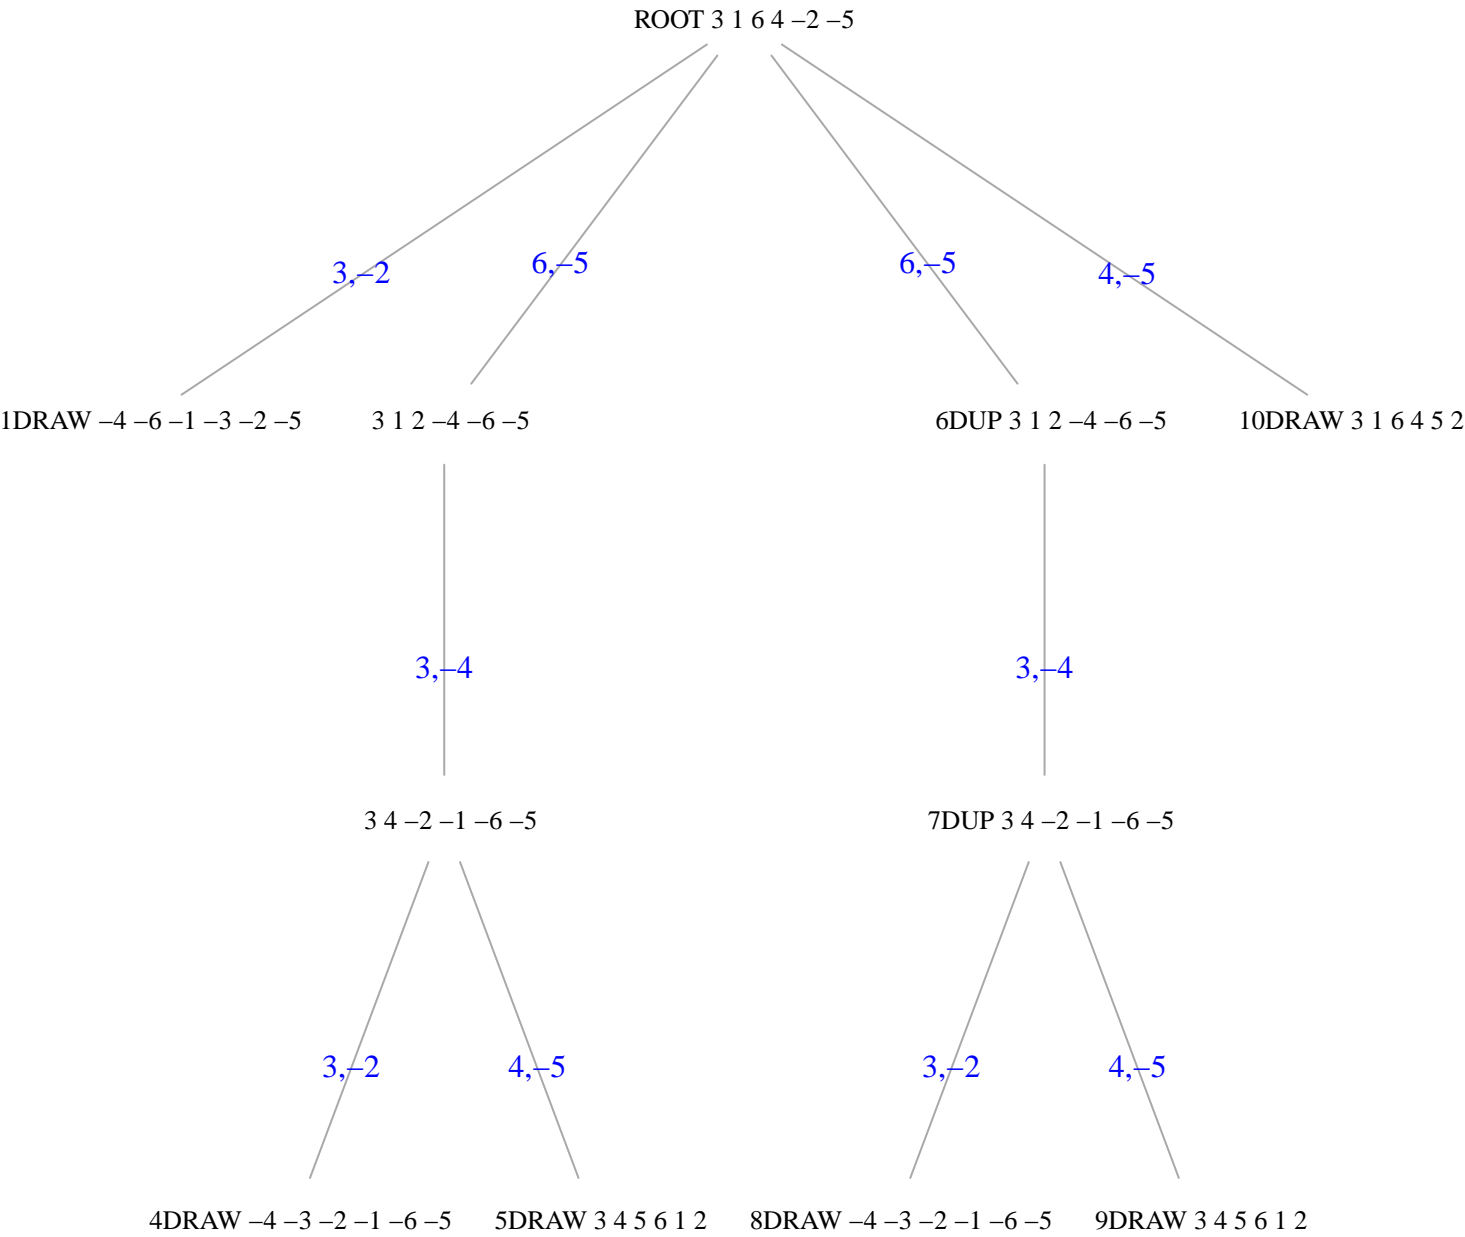 ROOT 3 1 6 4 –2 –5
3,–2
6,–5
6,–5
4,–5
1DRAW –4 –6 –1 –3 –2 –5
3 1 2 –4 –6 –5
6DUP 3 1 2 –4 –6 –5
10DRAW 3 1 6 4 5 2
3,–4
3,–4
3 4 –2 –1 –6 –5
7DUP 3 4 –2 –1 –6 –5
3,–2
4,–5
3,–2
4,–5
4DRAW –4 –3 –2 –1 –6 –5
5DRAW 3 4 5 6 1 2
8DRAW –4 –3 –2 –1 –6 –5
9DRAW 3 4 5 6 1 2